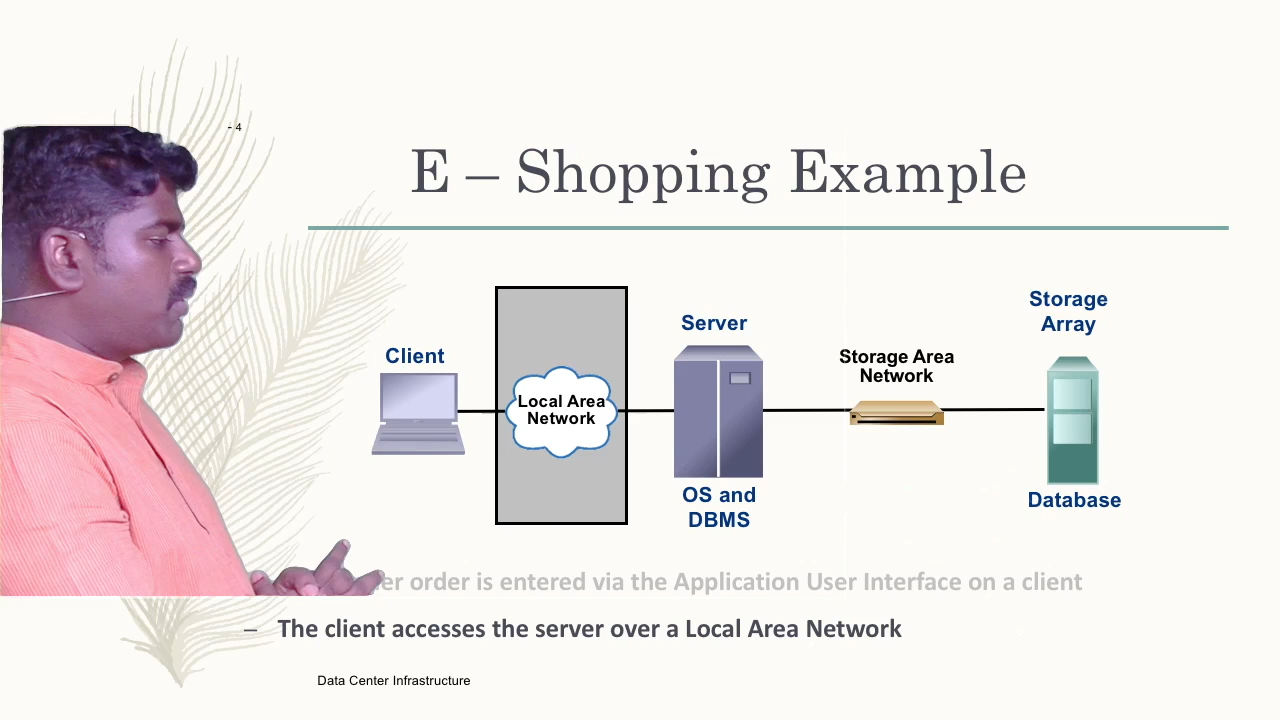 - 4
E – Shopping Example
Storage
Array
Server
Client
Storage Area
Network
Local Area
Network
OS and
DBMS
Database
order is entered via the Application User Interface on a client
– The client accesses the server over a Local Area Network
Data Center Infrastructure